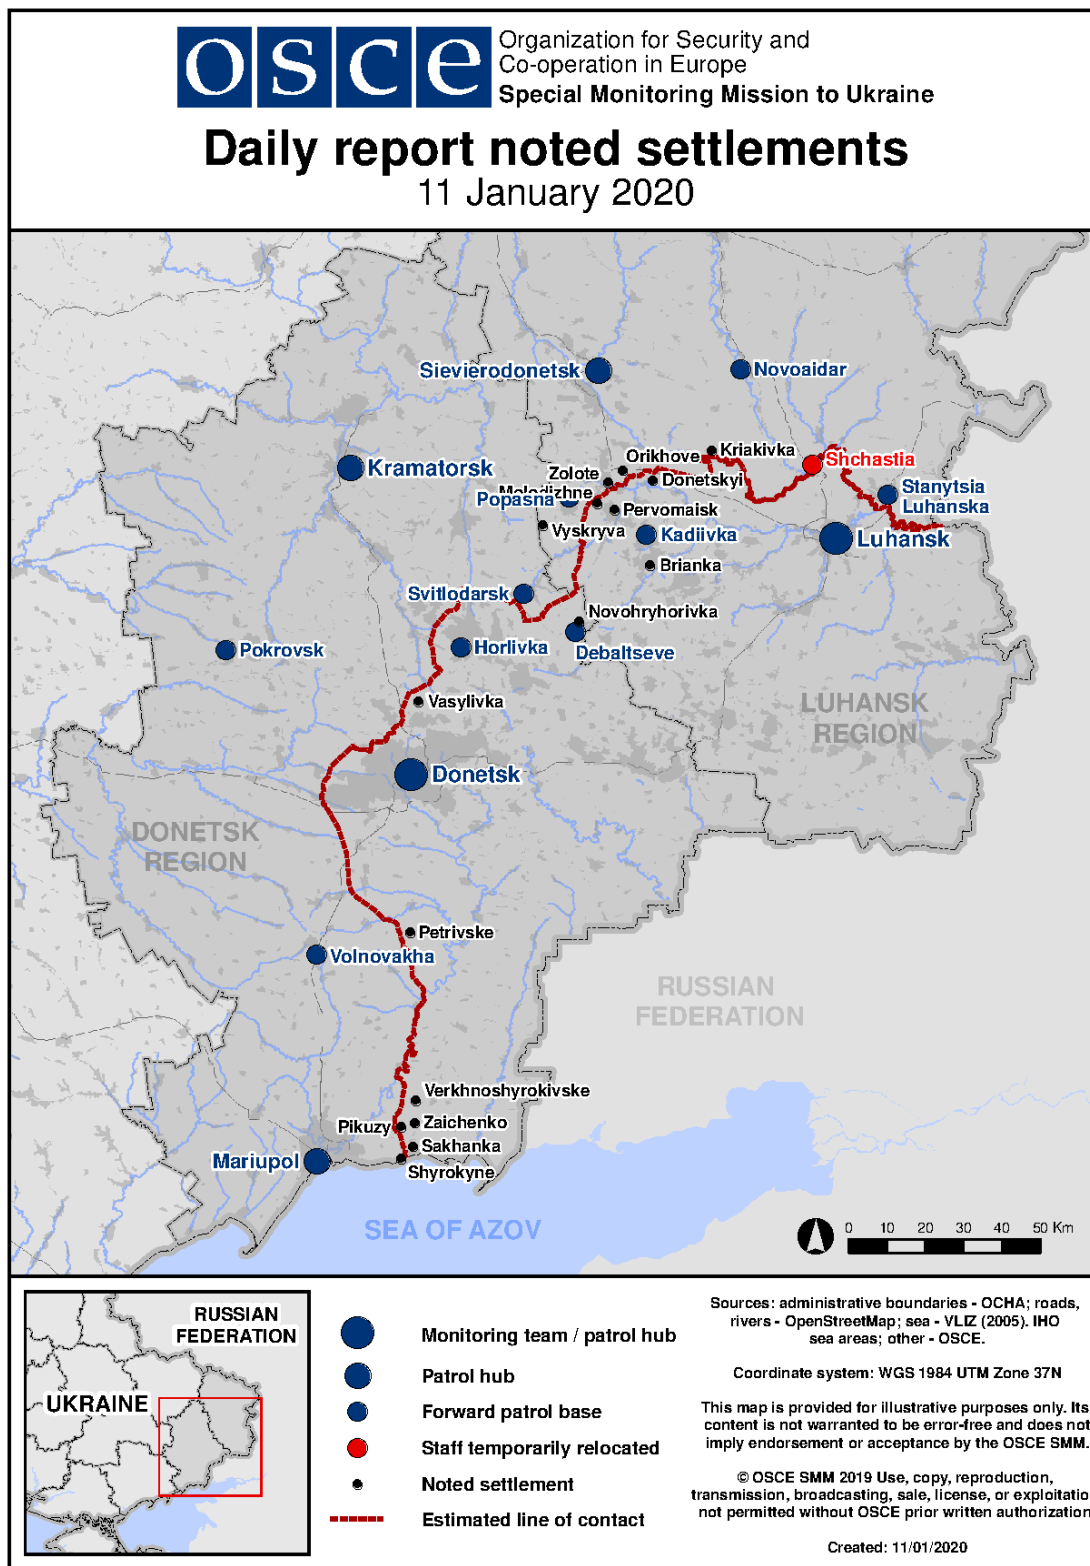 osce
Organization for Security and
Co-operation in Europe
Special Monitoring Mission to Ukraine
Daily report noted settlements
11 January 2020
Sievierodonetsk
Novoaidar
Kramatorsk
Orikhove
Kriakivka
Shchastia
Zolote
Donetskyi
Molodizhne
Popasna
Pervomaisk
Stanytsia
Luhanska
Vyskryva
Kadiivka
Luhansk
Brianka
Svitlodarsk
Novohryhorivka
Pokrovsk
Horlivka
Debaltseve
Vasylivka
LUHANSK
REGION
Donetsk
DONETSK
REGION
Petrivske
Volnovakha
RUSSIAN
FEDERATION
Verkhnoshyrokivske
Pikuzy
Zaichenko
Sakhanka
Mariupol
Shyrokyne
SEA OF AZOV
0 10 20 30 40 50 Km
RUSSIAN
FEDERATION
UKRAINE
Monitoring team / patrol hub
Patrol hub
Forward patrol base
Staff temporarily relocated
Noted settlement
Estimated line of contact
Sources: administrative boundaries - OCHA; roads,
rivers - OpenStreetMap; sea - VLIZ (2005). IHO
sea areas; other - OSCE.
Coordinate system: WGS 1984 UTM Zone 37N
This map is provided for illustrative purposes only. Its
content is not warranted to be error-free and does not
imply endorsement or acceptance by the OSCE SMM.
© OSCE SMM 2019 Use, copy, reproduction,
transmission, broadcasting, sale, license, or exploitatio
not permitted without OSCE prior written authorization
Created: 11/01/2020